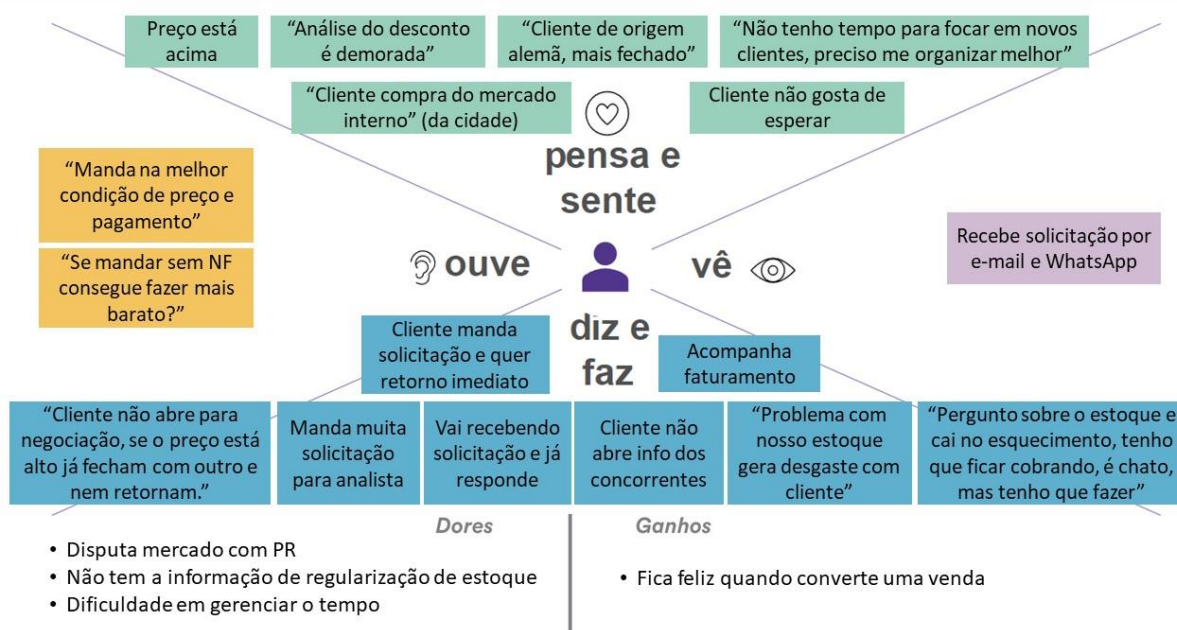 Preço está
acima
“Análise do desconto
é demorada”
“Cliente de origem
alemã, mais fechado”
“Não tenho tempo para focar em novos
clientes, preciso me organizar melhor”
“Cliente compra do mercado
interno” (da cidade)
Cliente não gosta de
esperar
pensa e
sente
“Manda na melhor
condição de preço e
pagamento”
“Se mandar sem NF
consegue fazer mais
barato?”
ouve
vê
Recebe solicitação por
e-mail e WhatsApp
diz e
faz
Cliente manda
solicitação e quer
retorno imediato
Acompanha
faturamento
“Cliente não abre para
negociação, se o preço está
alto já fecham com outro e
nem retornam.”
Manda muita
solicitação
para analista
Vai recebendo
solicitação e já
responde
Cliente não
abre info dos
concorrentes
“Problema com
nosso estoque
gera desgaste com
cliente”
“Pergunto sobre o estoque e
cai no esquecimento, tenho
que ficar cobrando, é chato,
mas tenho que fazer”
Dores
• Disputa mercado com PR
• Não tem a informação de regularização de estoque
• Dificuldade em gerenciar o tempo
Ganhos
• Fica feliz quando converte uma venda